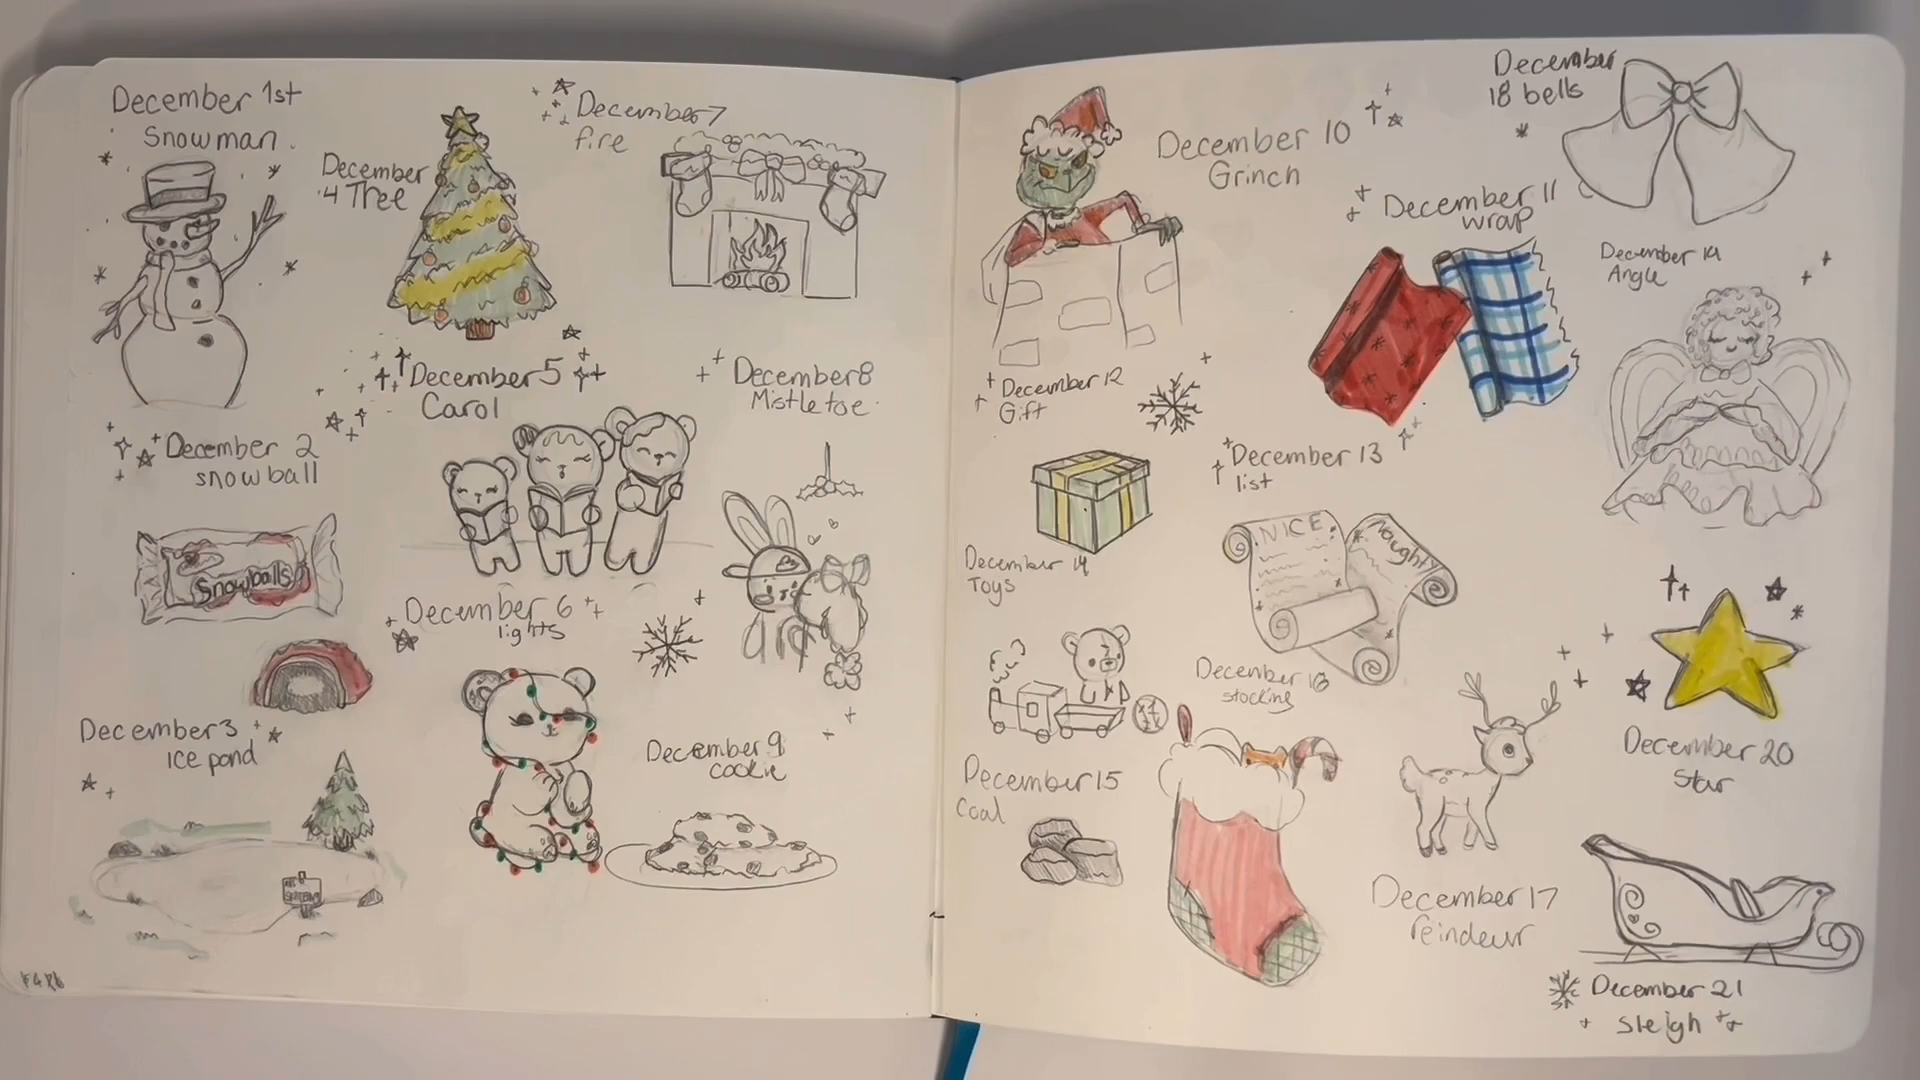 December 1st
snowman
December 2
snowball
Snowballs
December 3
Ice pond
December
4 Tree
December 5
Carol
December 6
lights
December 7
fire
December 8
Mistletoe
December 9
cookie
December 10
Grinch
December 11
wrap
December 12
Gift
December 13
list
NICE
Naughty
December 14
Toys
December 15
Coal
December 16
stocking
December 17
reindeur
December
18 bells
December 19
Angle
December 20
star
December 21
sleigh